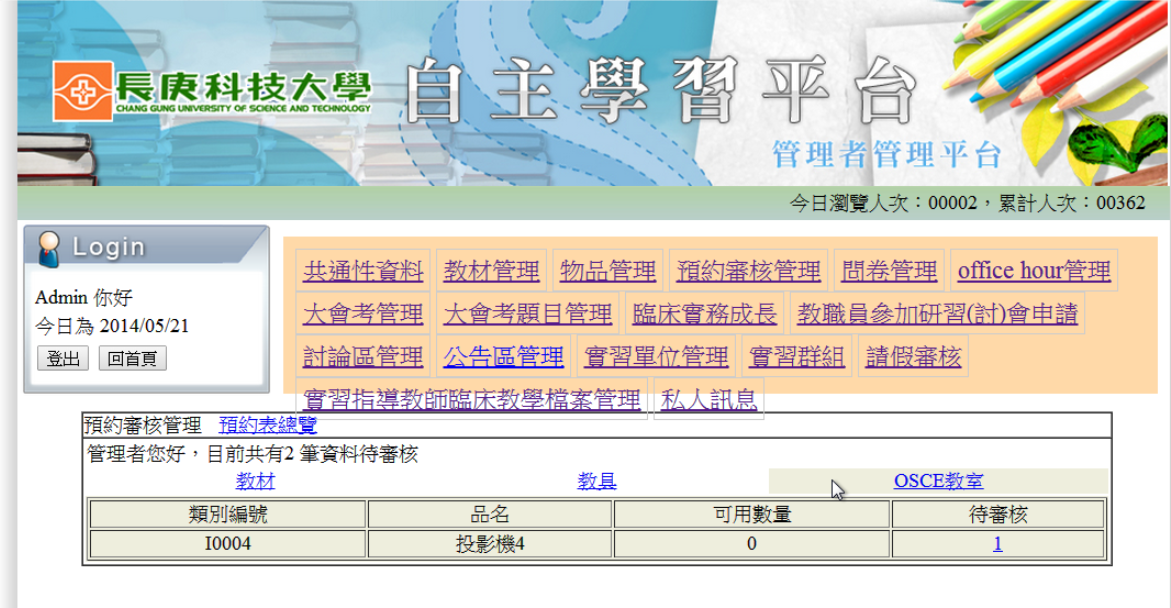 長庚科技大學
CHANG GUNG UNIVERSITY OF SCIENCE AND TECHNOLOGY
自主學習平台
管理者管理平台
今日瀏覽人次：00002，累計人次：00362
Login
Admin 你好
今日為 2014/05/21
登出 回首頁
共通性資料 教材管理 物品管理 預約審核管理 問卷管理 office hour管理
大會考管理 大會考題目管理 臨床實務成長 教職員參加研習(討)會申請
討論區管理 公告區管理 實習單位管理 實習群組 請假審核
實習指導教師臨床教學檔案管理 私人訊息
預約審核管理 預約表總覽
管理者您好，目前共有2 筆資料待審核
教材 教具 OSCE教室
類別編號 品名 可用數量 待審核
I0004 投影機4 0 1